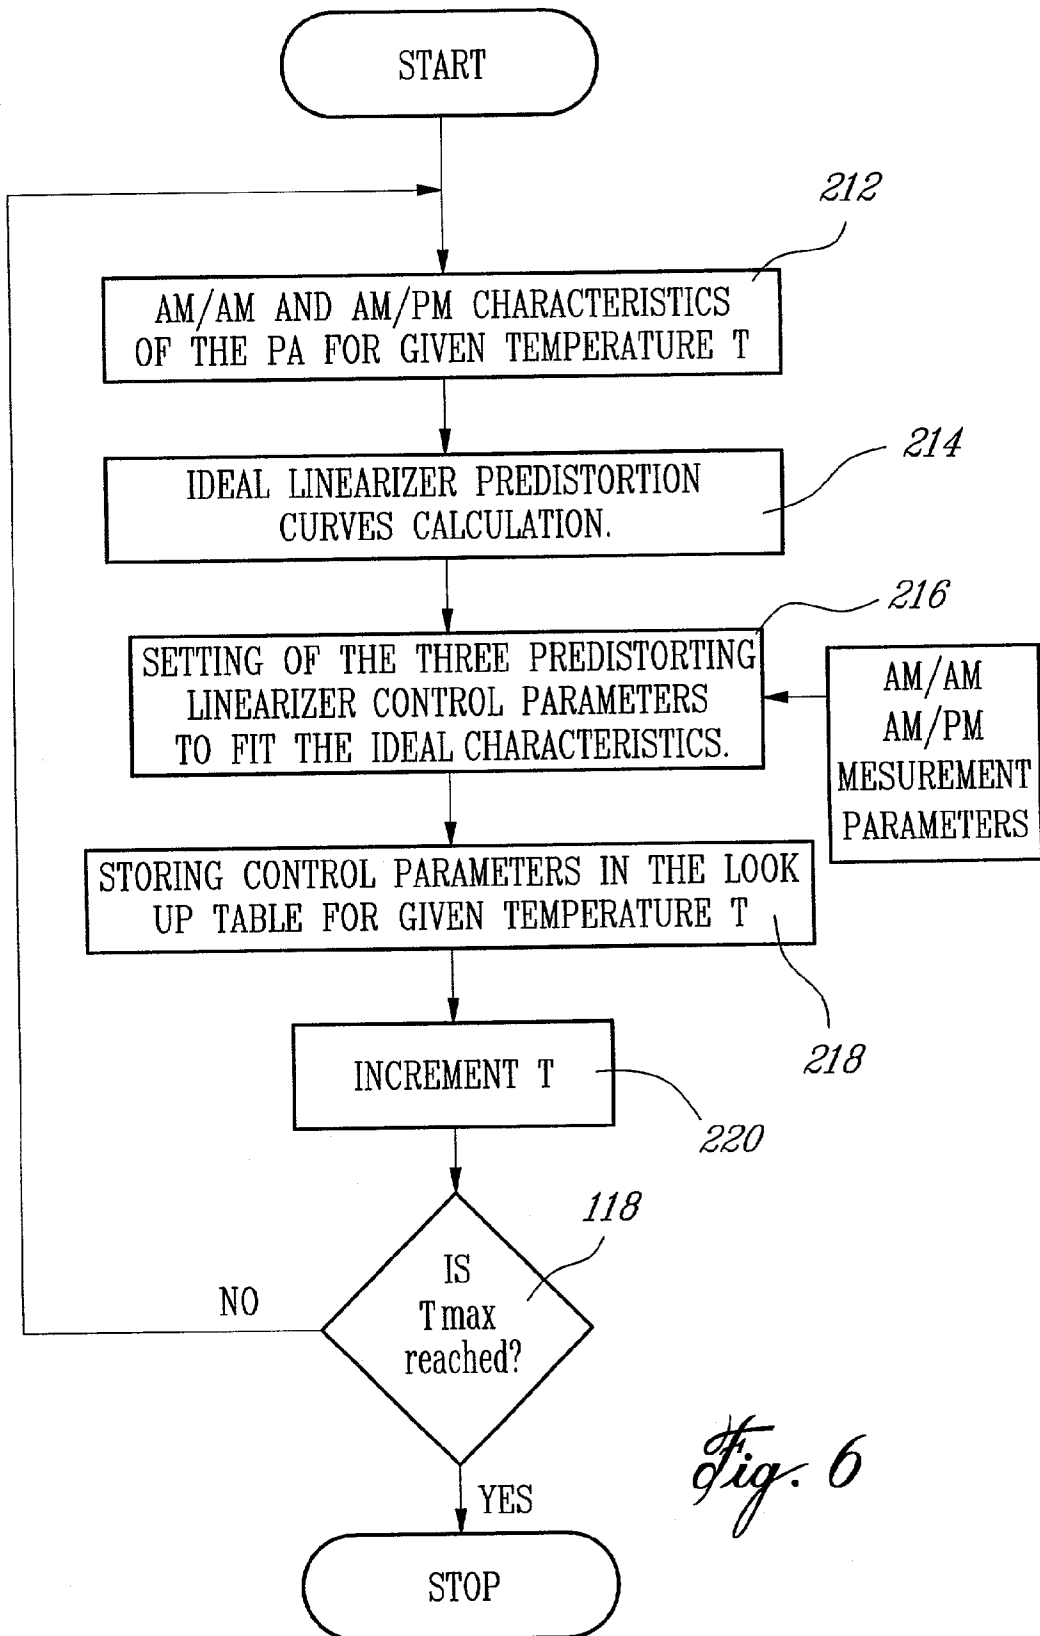 START
212
AM/AM AND AM/PM CHARACTERISTICS
OF THE PA FOR GIVEN TEMPERATURE T
214
IDEAL LINEARIZER PREDISTORTION
CURVES CALCULATION.
216
SETTING OF THE THREE PREDISTORTING
LINEARIZER CONTROL PARAMETERS
TO FIT THE IDEAL CHARACTERISTICS.
AM/AM
AM/PM
MESUREMENT
PARAMETERS
STORING CONTROL PARAMETERS IN THE LOOK
UP TABLE FOR GIVEN TEMPERATURE T
218
INCREMENT T
220
118
IS
Tmax
reached?
NO
YES
STOP
Fig. 6